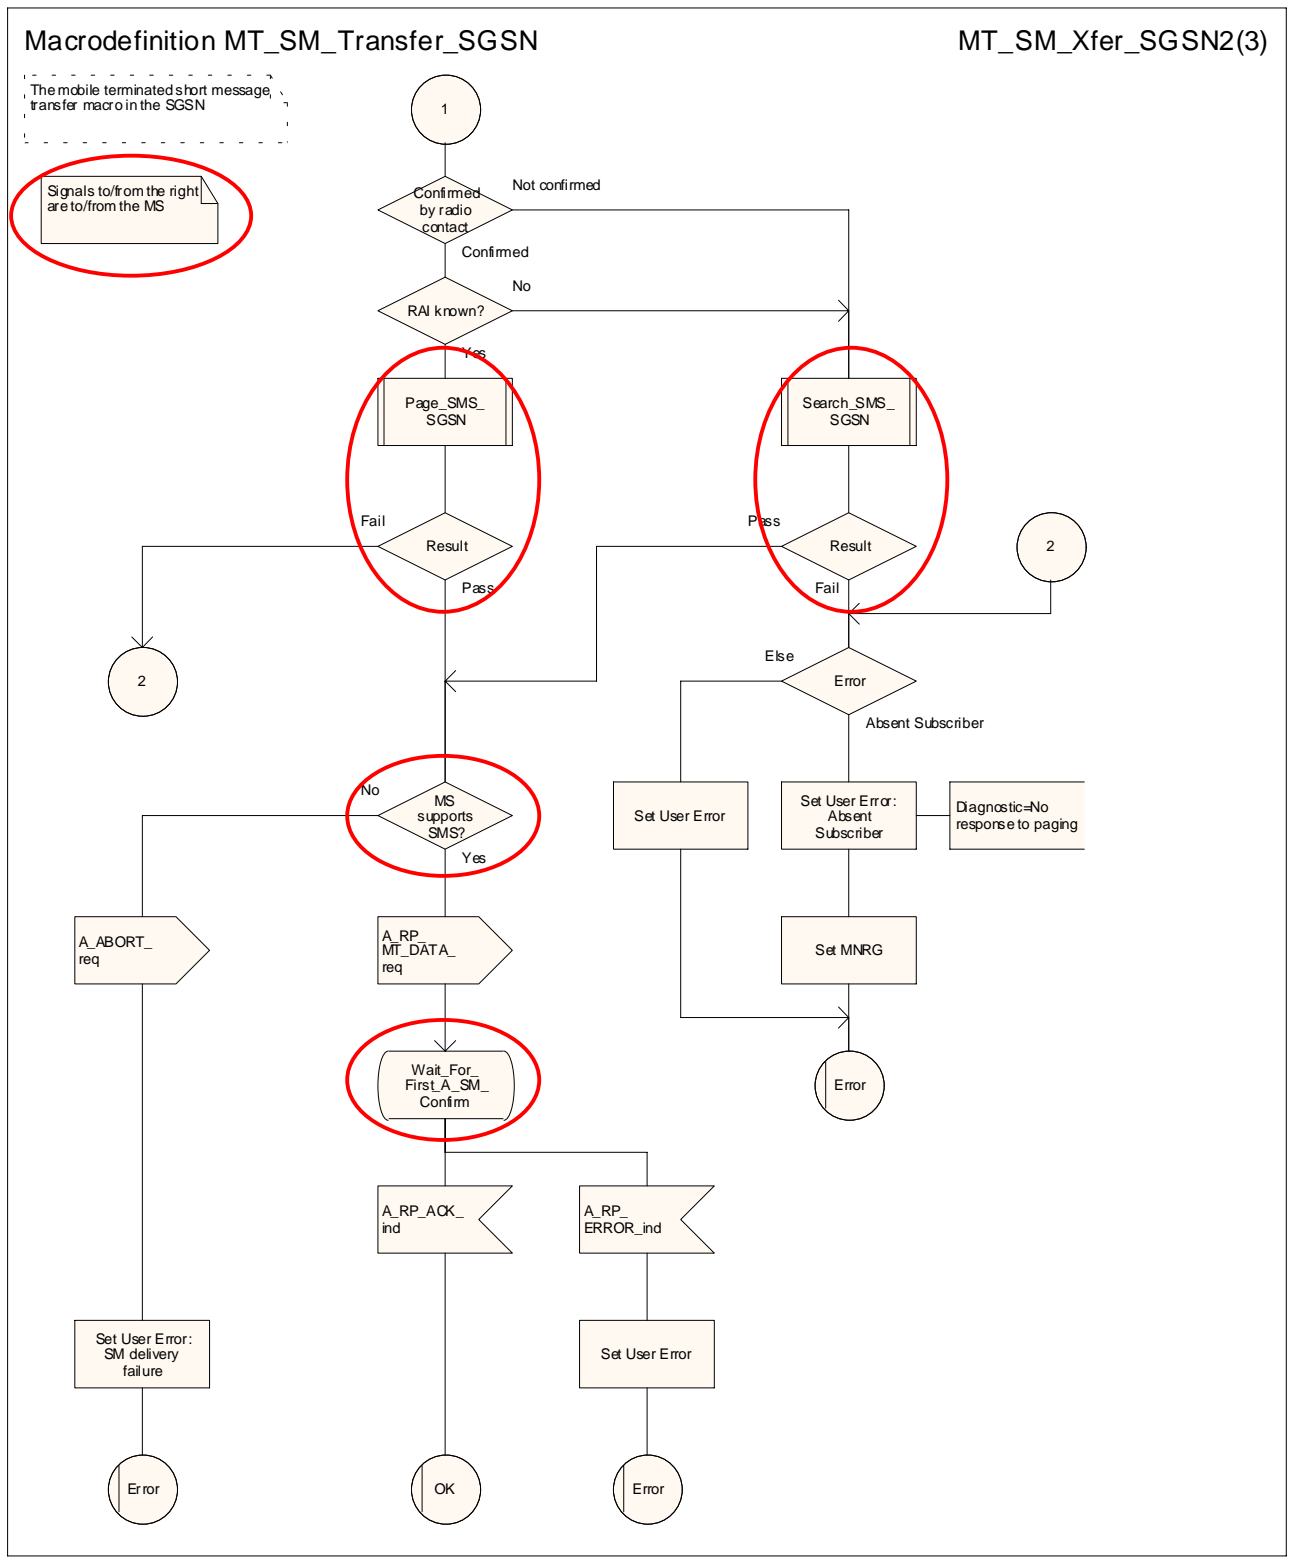 Macrodefinition MT_SM_Transfer_SGSN
MT_SM_Xfer_SGSN2(3)
The mobile terminated short message
transfer macro in the SGSN
1
Signals to/from the right
are to/from the MS
Confirmed
by radio
contact
Not confirmed
Confirmed
RAI known?
No
Yes
Page_SMS_
SGSN
Search_SMS_
SGSN
Fail
Result
Pass
Pass
Result
Fail
2
2
Else
Error
Absent Subscriber
No
MS
supports
SMS?
Yes
Set User Error
Set User Error:
Absent
Subscriber
Diagnostic=No
response to paging
A_ABORT_
req
A_RP_
MT_DATA_
req
Set MNRG
Wait_For_
First_A_SM_
Confirm
Error
A_RP_ACK_
ind
A_RP_
ERROR_ind
Set User Error:
SM delivery
failure
Set User Error
Error
OK
Error